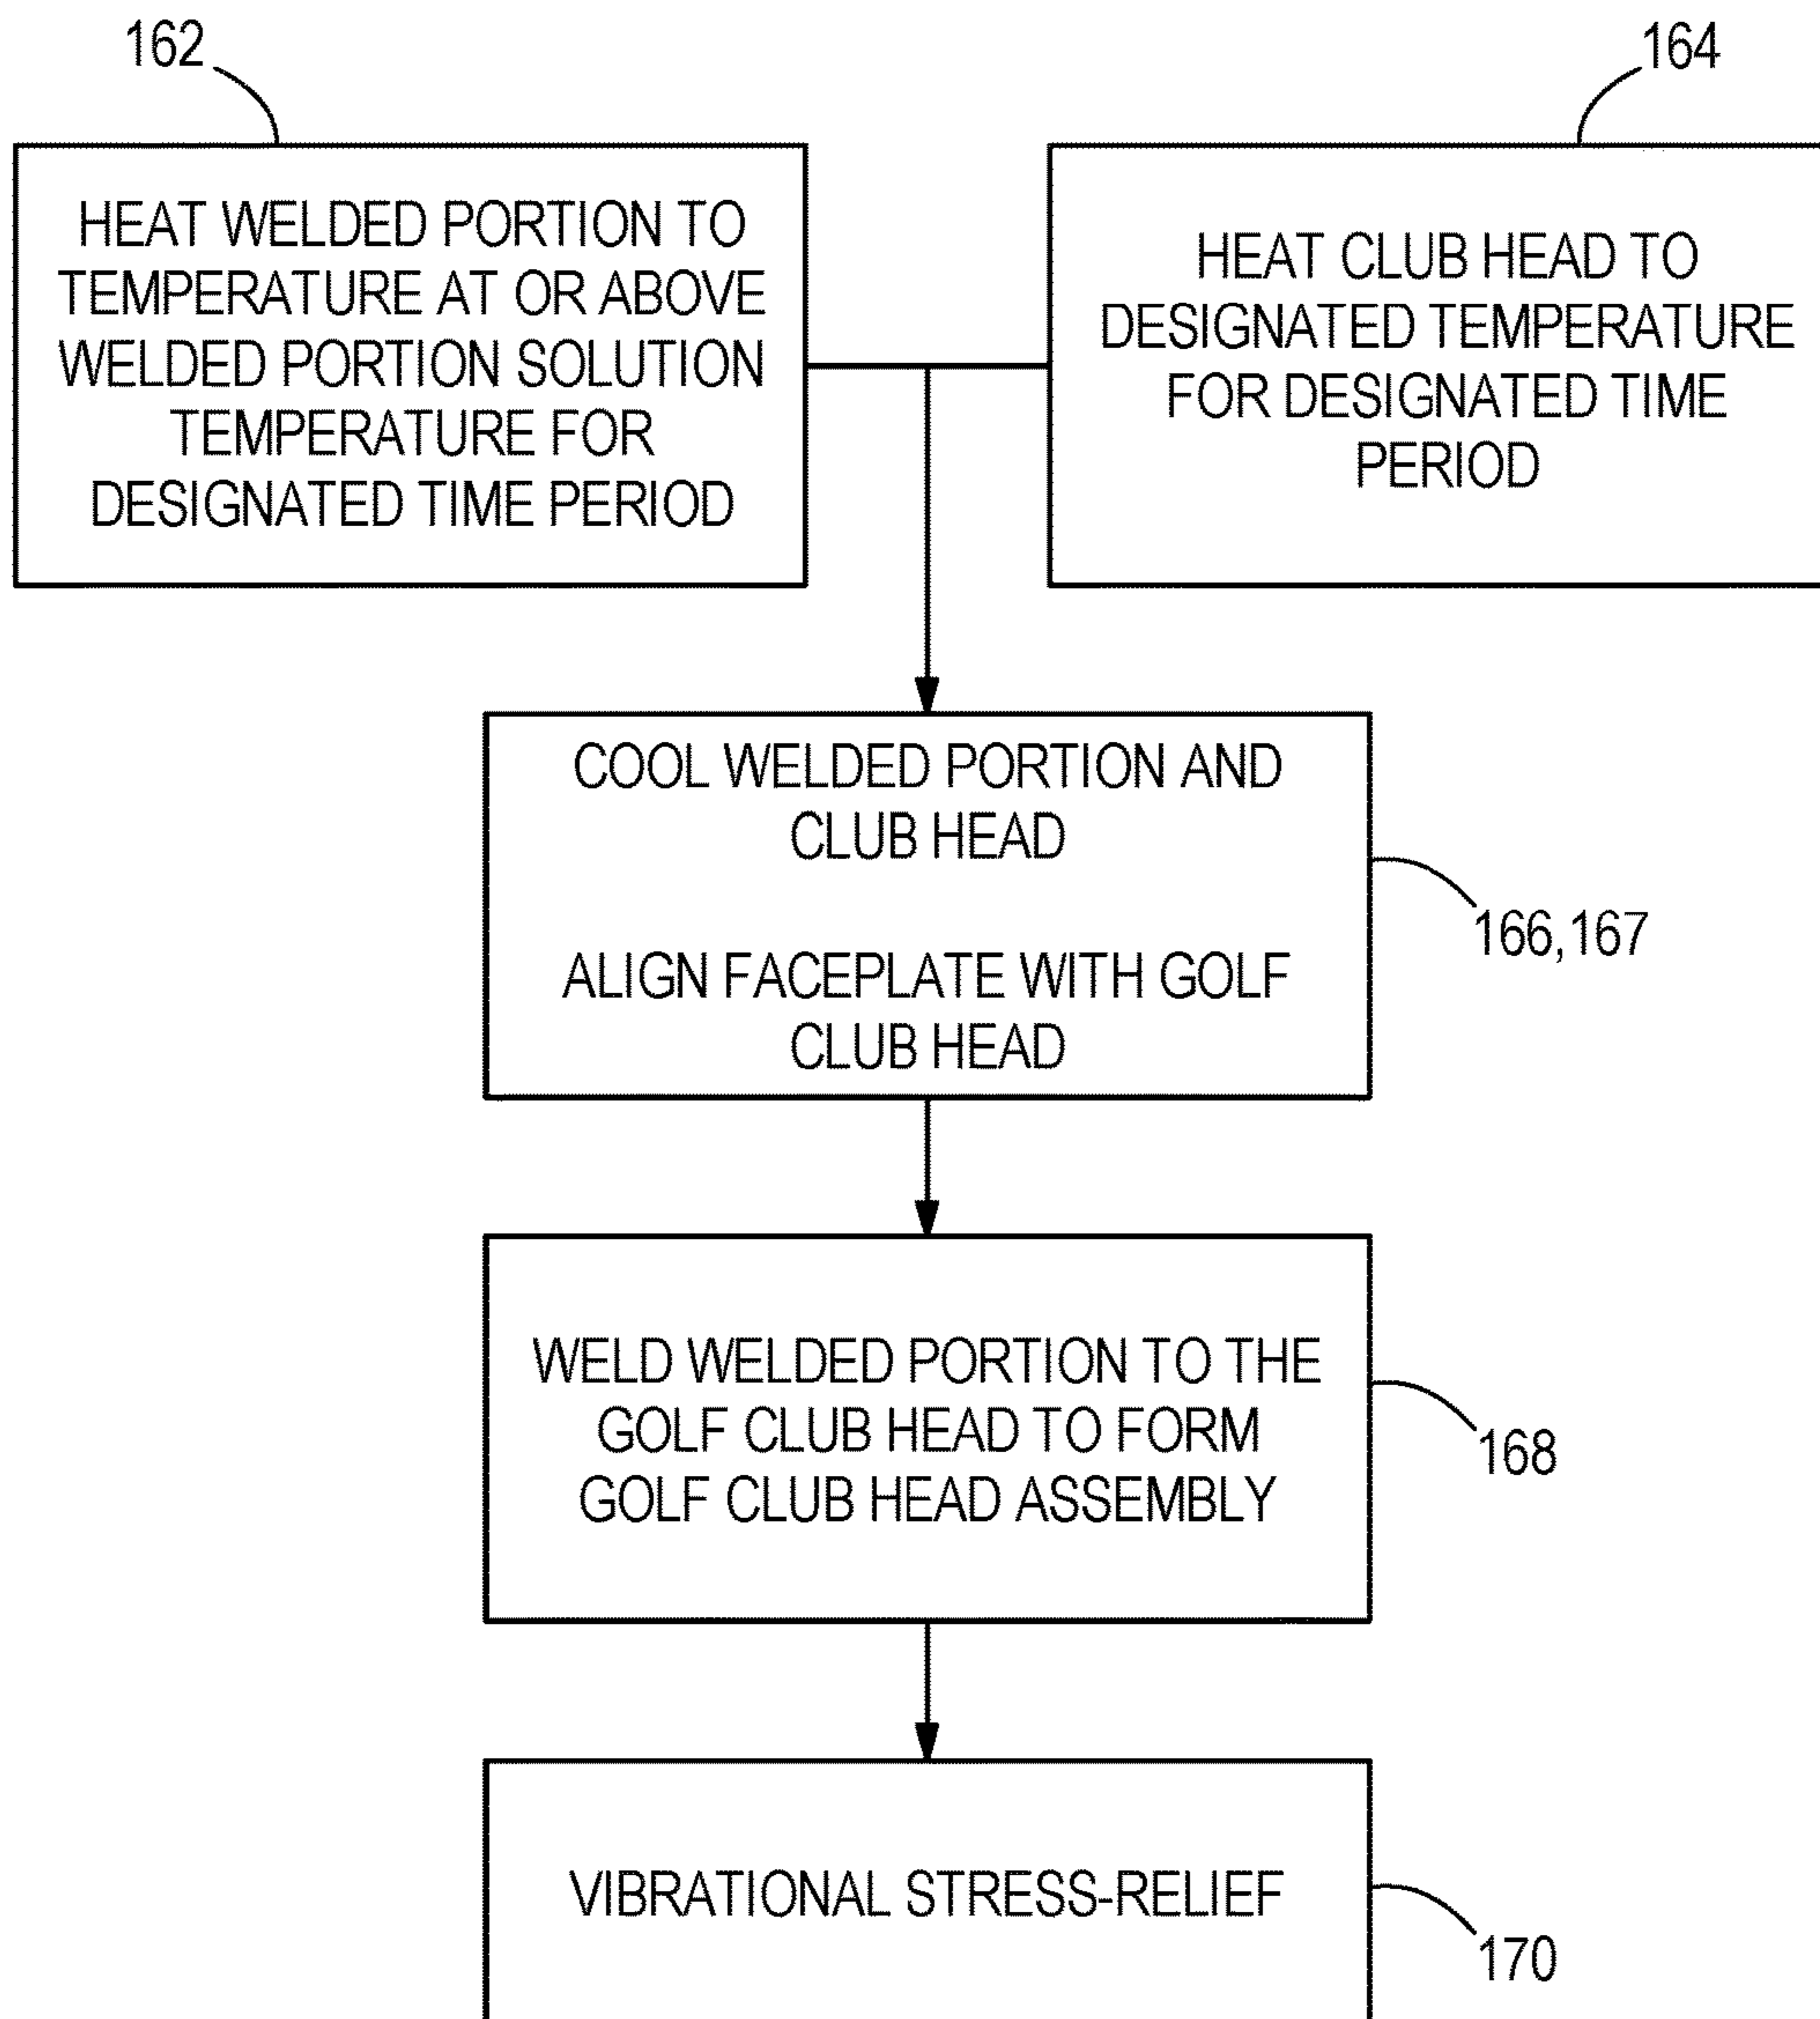 162
164
HEAT WELDED PORTION TO
TEMPERATURE AT OR ABOVE
WELDED PORTION SOLUTION
TEMPERATURE FOR
DESIGNATED TIME PERIOD
HEAT CLUB HEAD TO
DESIGNATED TEMPERATURE
FOR DESIGNATED TIME
PERIOD
COOL WELDED PORTION AND
CLUB HEAD
ALIGN FACEPLATE WITH GOLF
CLUB HEAD
166,167
WELD WELDED PORTION TO THE
GOLF CLUB HEAD TO FORM
GOLF CLUB HEAD ASSEMBLY
168
VIBRATIONAL STRESS-RELIEF
170